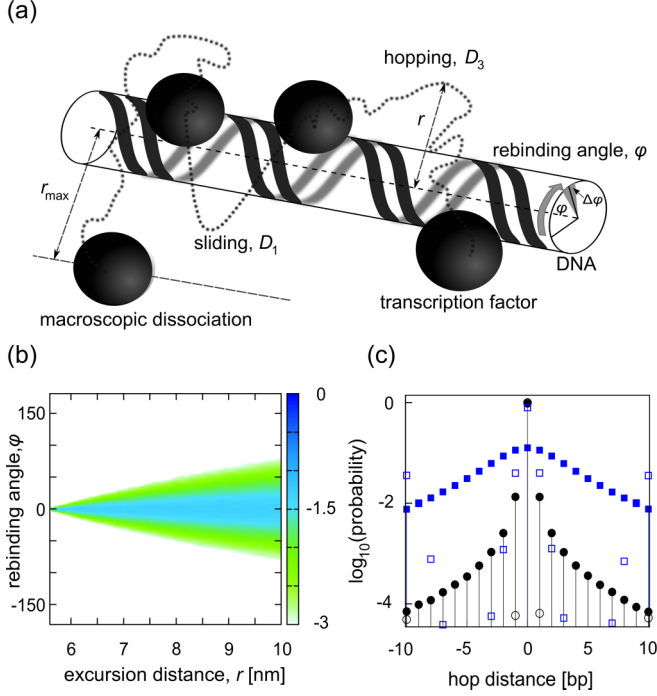 (a)
hopping, D3
r
rebinding angle, φ
rmax
φ
Δφ
sliding, D1
DNA
transcription factor
macroscopic dissociation
(b)
(c)
150
0
-150
rebinding angle,φ
6 7 8 9 10
excursion distance, r [nm]
0
-1.5
-3
0
-2
-4
log10(probability)
-10 -5 0 5 10
hop distance [bp]